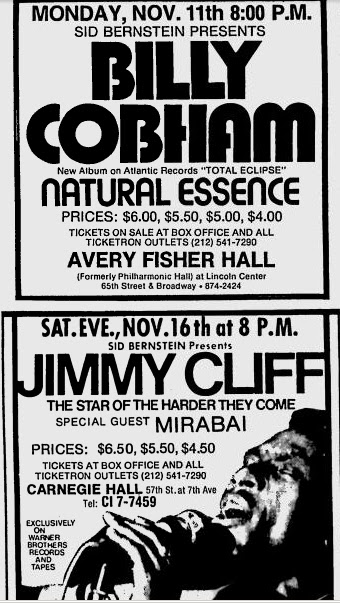 MONDAY, NOV. 11th 8:00 P.M.
SID BERNSTEIN PRESENTS
BILLY
COBHAM
New Album on Atlantic Records "TOTAL ECLIPSE"
NATURAL ESSENCE
PRICES: $6.00, $5.50, $5.00, $4.00
TICKETS ON SALE AT BOX OFFICE AND ALL
TICKETRON OUTLETS (212) 541-7290
AVERY FISHER HALL
(Formerly Philharmonic Hall) at Lincoln Center
65th Street & Broadway • 874-2424
SAT. EVE., NOV. 16th at 8 P.M.
SID BERNSTEIN Presents
JIMMY CLIFF
THE STAR OF THE HARDER THEY COME
SPECIAL GUEST MIRABAI
PRICES: $6.50, $5.50, $4.50
TICKETS AT BOX OFFICE AND ALL
TICKETRON OUTLETS (212) 541-7290
CARNEGIE HALL 57th St. at 7th Ave
Tel: CI 7-7459
EXCLUSIVELY
ON
WARNER
BROTHERS
RECORDS
AND
TAPES